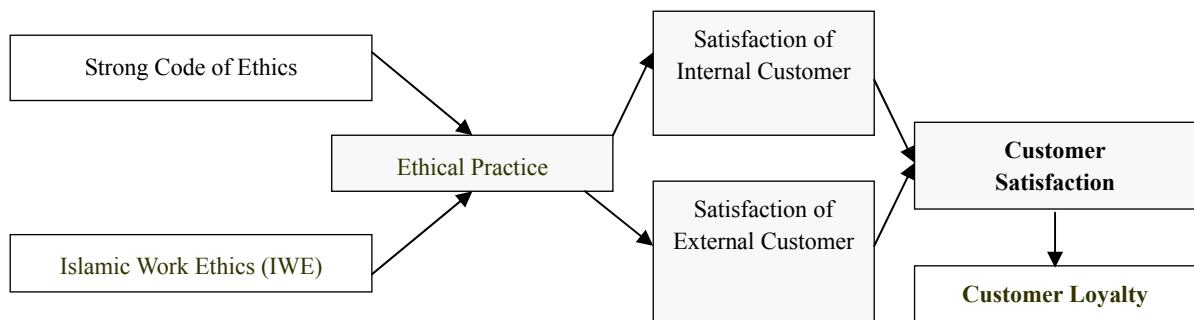 Strong Code of Ethics
Islamic Work Ethics (IWE)
Ethical Practice
Satisfaction of
Internal Customer
Satisfaction of
External Customer
Customer
Satisfaction
Customer Loyalty